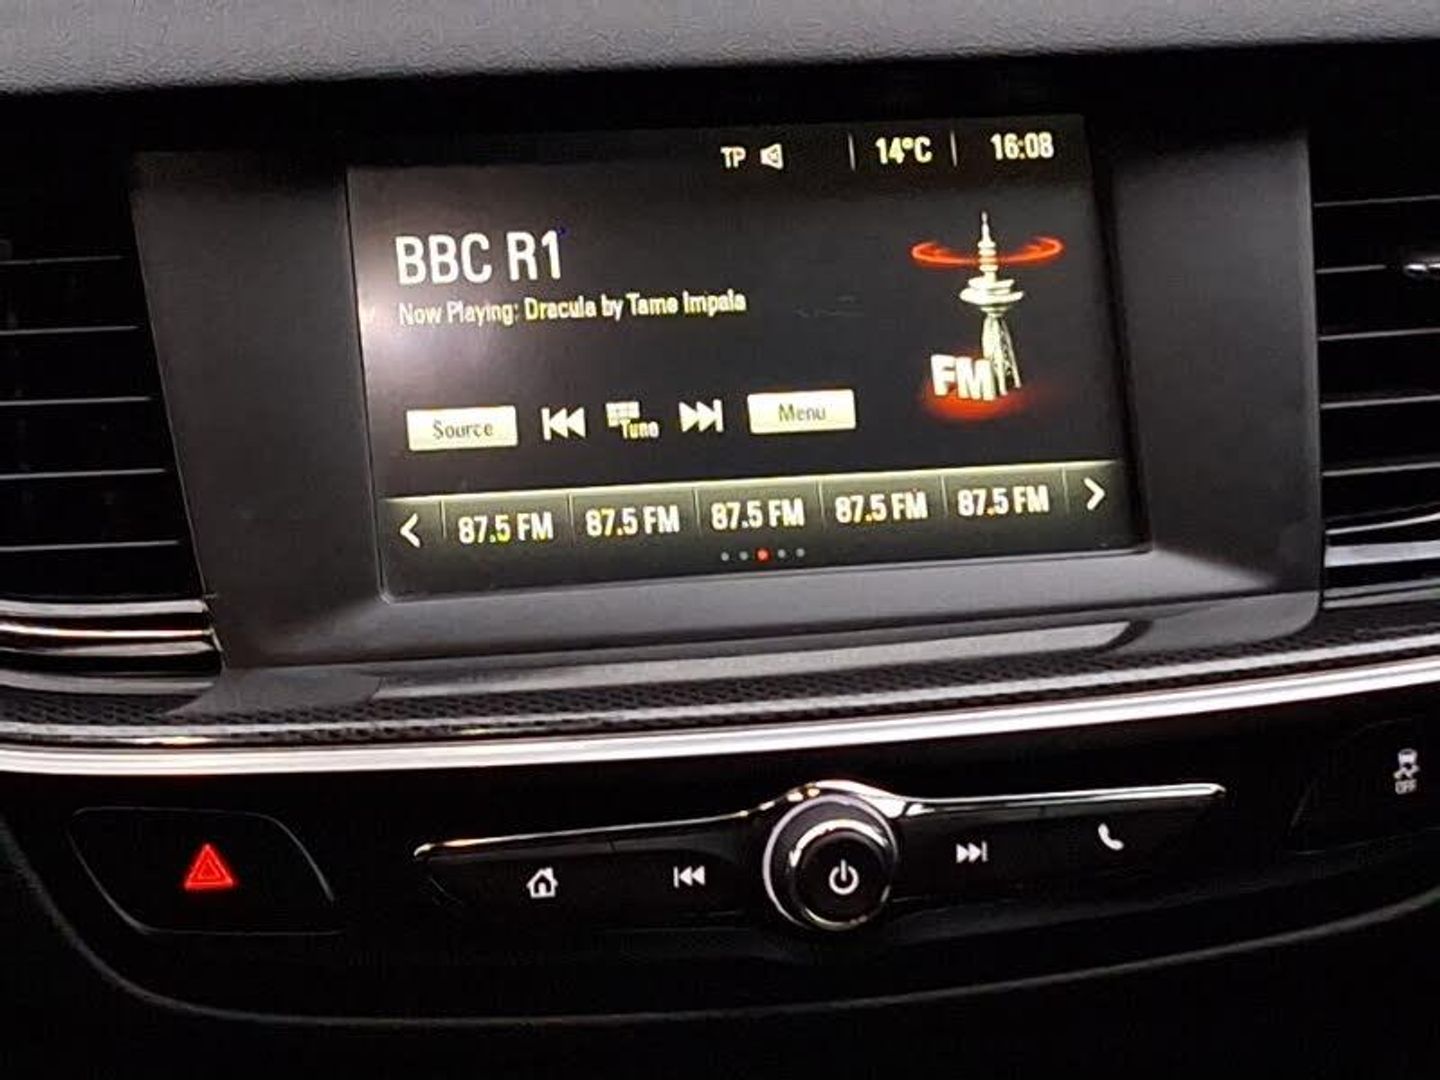 TP 14°C 16:08
BBC R1
Now Playing: Dracula by Tame Impala
FM
Source Tune Menu
87.5 FM 87.5 FM 87.5 FM 87.5 FM 87.5 FM
OFF